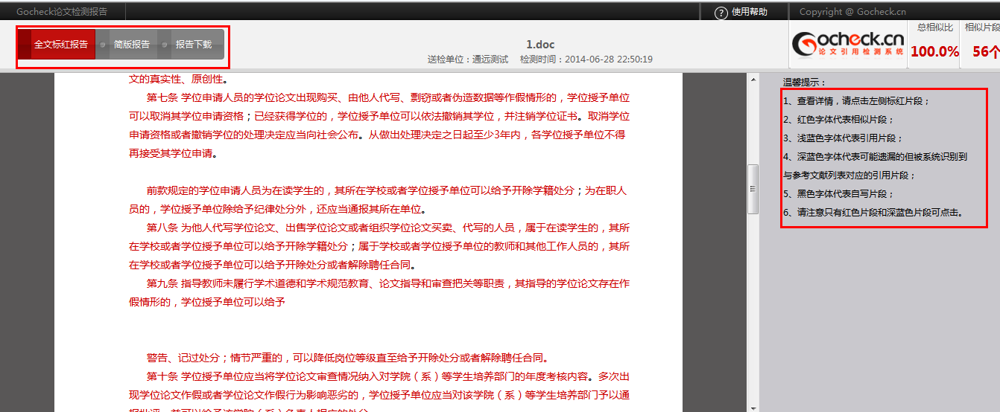 Gocheck论文检测报告
? 使用帮助
Copyright @ Gocheck.cn
全文标红报告 简版报告 报告下载
1.doc
送检单位：通远测试 检测时间：2014-06-28 22:50:19
Gocheck.cn
论文引用检测系统
总相似比
100.0%
相似片段
56个
文的真实性、原创性。
第七条 学位申请人员的学位论文出现购买、由他人代写、剽窃或者伪造数据等作假情形的，学位授予单位
可以取消其学位申请资格；已经获得学位的，学位授予单位可以依法撤销其学位，并注销学位证书。取消学位
申请资格或者撤销学位的处理决定应当向社会公布。从做出处理决定之日起至少3年内，各学位授予单位不得
再接受其学位申请。
前款规定的学位申请人员为在读学生的，其所在学校或者学位授予单位可以给予开除学籍处分；为在职人
员的，学位授予单位除给予纪律处分外，还应当通报其所在单位。
第八条 为他人代写学位论文、出售学位论文或者组织学位论文买卖、代写的人员，属于在读学生的，其所
在学校或者学位授予单位可以给予开除学籍处分；属于学校或者学位授予单位的教师和其他工作人员的，其所
在学校或者学位授予单位可以给予开除处分或者解除聘任合同。
第九条 指导教师未履行学术道德和学术规范教育、论文指导和审查把关等职责，其指导的学位论文存在作
假情形的，学位授予单位可以给予
警告、记过处分；情节严重的，可以降低岗位等级直至给予开除处分或者解除聘任合同。
第十条 学位授予单位应当将学位论文审查情况纳入对学院（系）等学生培养部门的年度考核内容。多次出
现学位论文作假或者学位论文作假行为影响恶劣的，学位授予单位应当对该学院（系）等学生培养部门予以通
报批评，并可以给予该学院（系）负责人相应的处分。
温馨提示：
1、查看详情，请点击左侧标红片段；
2、红色字体代表相似片段；
3、浅蓝色字体代表引用片段；
4、深蓝色字体代表可能遗漏的但被系统识别到
与参考文献列表对应的引用片段；
5、黑色字体代表自写片段；
6、请注意只有红色片段和深蓝色片段可点击。